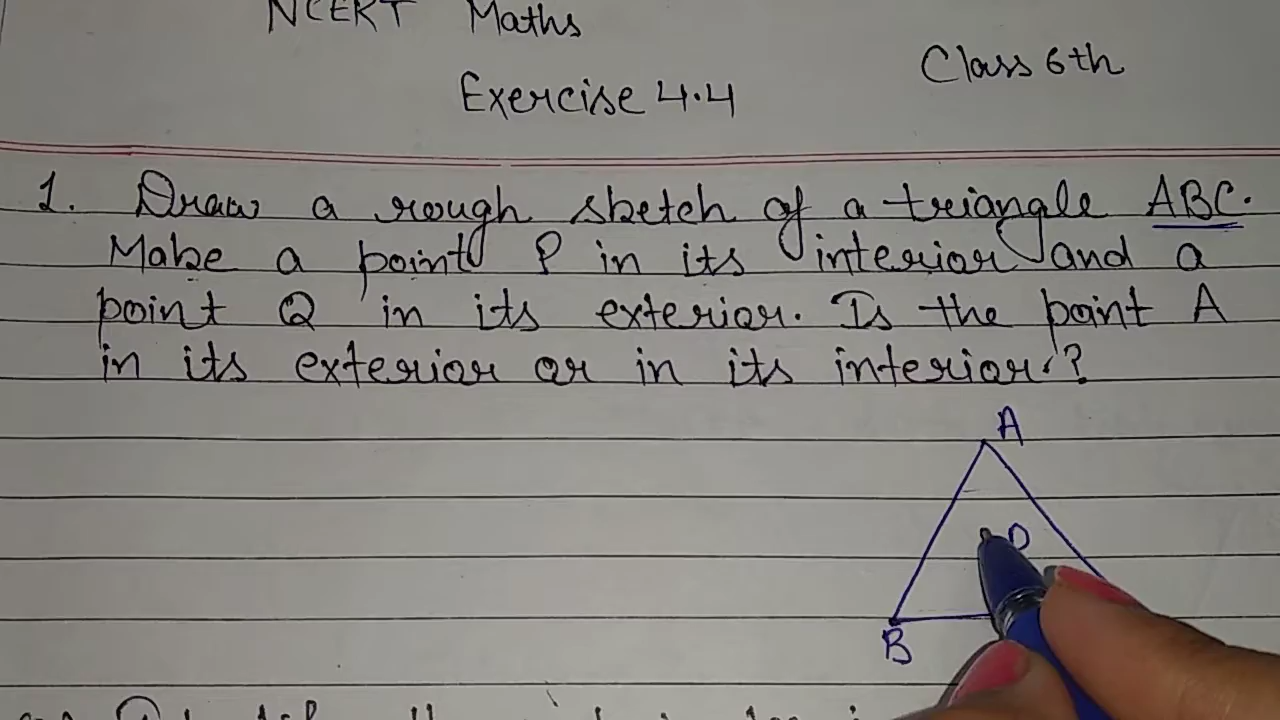 NCERT Maths
Class 6th
Exercise 4.4
1. Draw a rough sketch of a triangle ABC.
Make a point P in its interior and a
point Q in its exterior. Is the point A
in its exterior or in its interior?
A
P
B